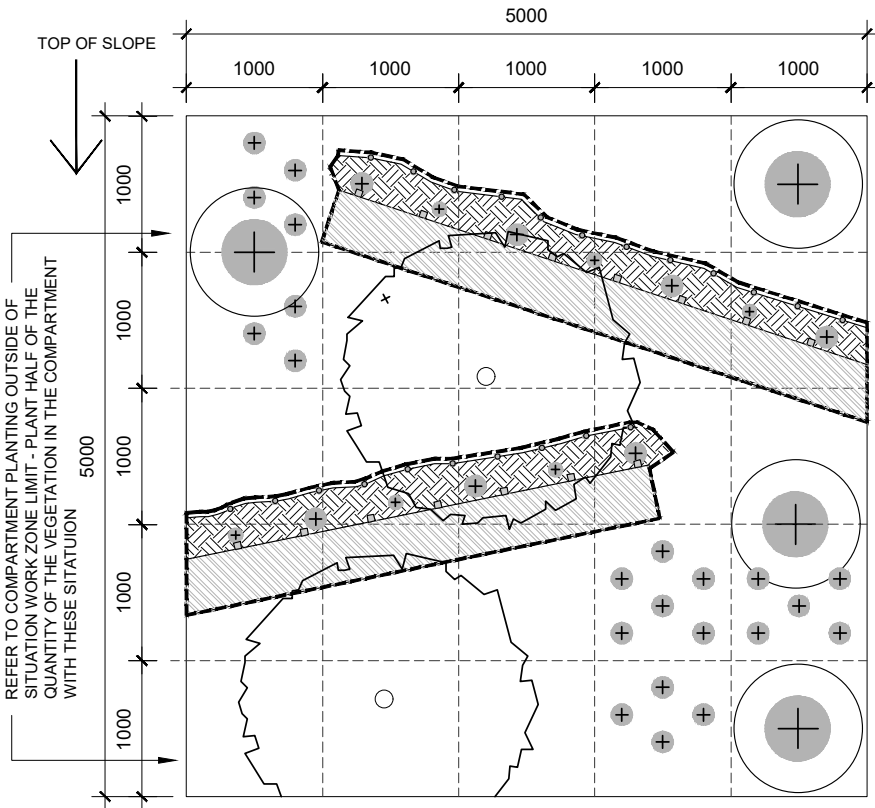 5000
TOP OF SLOPE
1000 1000 1000 1000 1000
1000
1000
1000
1000
1000
5000
REFER TO COMPARTMENT PLANTING OUTSIDE OF
SITUATION WORK ZONE LIMIT - PLANT HALF OF THE
QUANTITY OF THE VEGETATION IN THE COMPARTMENT
WITH THESE SITATUION